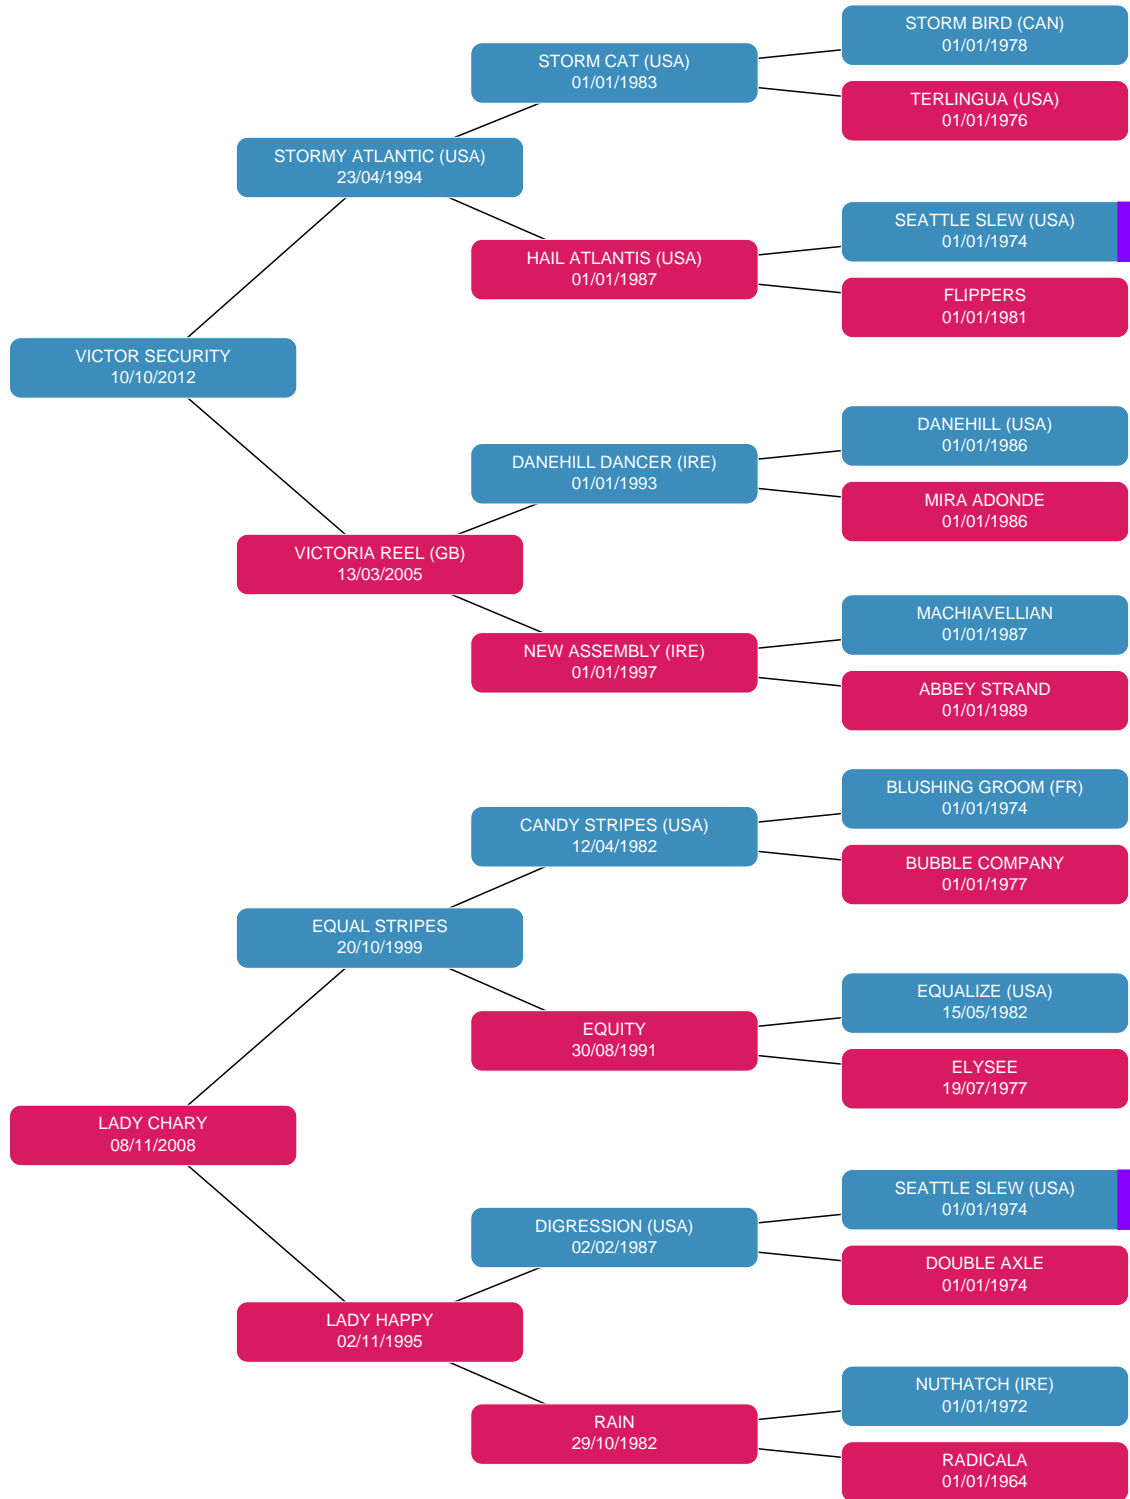 STORM BIRD (CAN)
01/01/1978
STORM CAT (USA)
01/01/1983
TERLINGUA (USA)
01/01/1976
STORMY ATLANTIC (USA)
23/04/1994
SEATTLE SLEW (USA)
01/01/1974
HAIL ATLANTIS (USA)
01/01/1987
FLIPPERS
01/01/1981
VICTOR SECURITY
10/10/2012
DANEHILL (USA)
01/01/1986
DANEHILL DANCER (IRE)
01/01/1993
MIRA ADONDE
01/01/1986
VICTORIA REEL (GB)
13/03/2005
MACHIAVELLIAN
01/01/1987
NEW ASSEMBLY (IRE)
01/01/1997
ABBEY STRAND
01/01/1989
BLUSHING GROOM (FR)
01/01/1974
CANDY STRIPES (USA)
12/04/1982
BUBBLE COMPANY
01/01/1977
EQUAL STRIPES
20/10/1999
EQUALIZE (USA)
15/05/1982
EQUITY
30/08/1991
ELYSEE
19/07/1977
LADY CHARY
08/11/2008
SEATTLE SLEW (USA)
01/01/1974
DIGRESSION (USA)
02/02/1987
DOUBLE AXLE
01/01/1974
LADY HAPPY
02/11/1995
NUTHATCH (IRE)
01/01/1972
RAIN
29/10/1982
RADICALA
01/01/1964